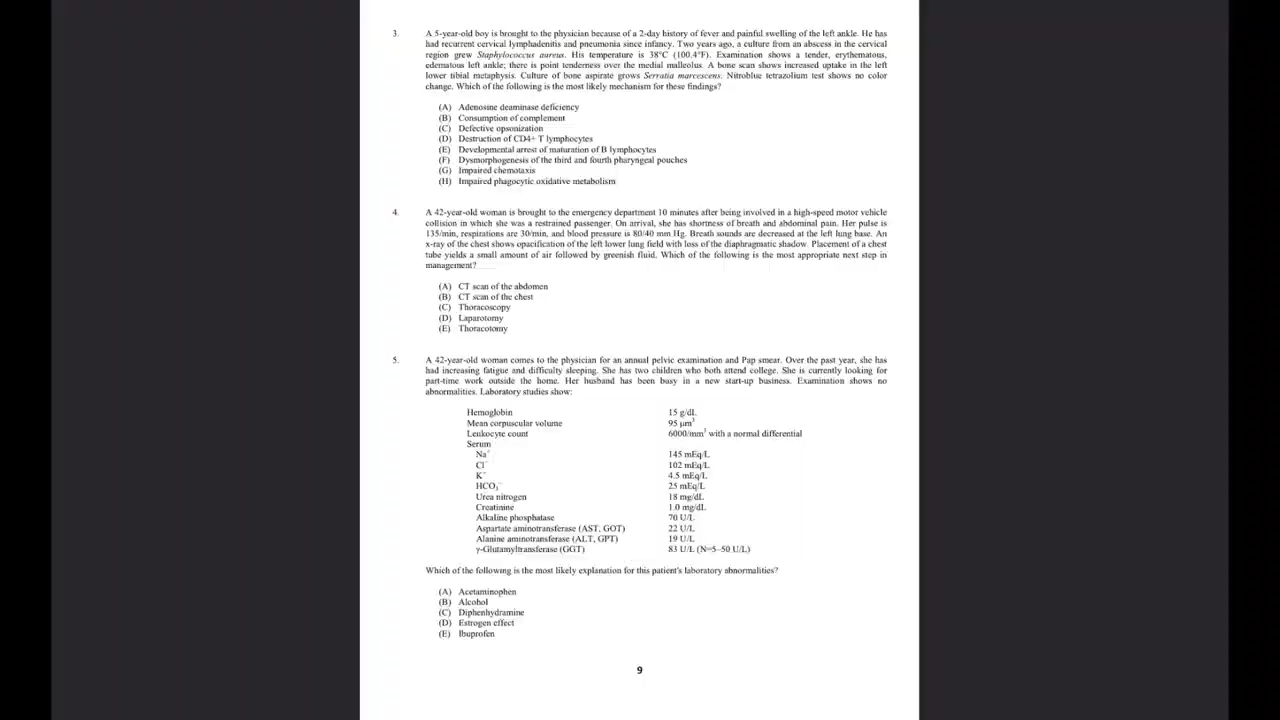 3. A 5-year-old boy is brought to the physician because of a 2-day history of fever and painful swelling of the left ankle. He has
had recurrent cervical lymphadenitis and pneumonia since infancy. Two years ago, a culture from an abscess in the cervical
region grew Staphylococcus aureus. His temperature is 38°C (100.4°F). Examination shows a tender, erythematous,
edematous left ankle; there is point tenderness over the medial malleolus. A bone scan shows increased uptake in the left
lower tibial metaphysis. Culture of bone aspirate grows Serratia marcescens. Nitroblue tetrazolium test shows no color
change. Which of the following is the most likely mechanism for these findings?
(A) Adenosine deaminase deficiency
(B) Consumption of complement
(C) Defective opsonization
(D) Destruction of CD4+ T lymphocytes
(E) Developmental arrest of maturation of B lymphocytes
(F) Dysmorphogenesis of the third and fourth pharyngeal pouches
(G) Impaired chemotaxis
(H) Impaired phagocytic oxidative metabolism
4. A 42-year-old woman is brought to the emergency department 10 minutes after being involved in a high-speed motor vehicle
collision in which she was a restrained passenger. On arrival, she has shortness of breath and abdominal pain. Her pulse is
135/min, respirations are 30/min, and blood pressure is 80/40 mm Hg. Breath sounds are decreased at the left lung base. An
x-ray of the chest shows opacification of the left lower lung field with loss of the diaphragmatic shadow. Placement of a chest
tube yields a small amount of air followed by greenish fluid. Which of the following is the most appropriate next step in
management?
(A) CT scan of the abdomen
(B) CT scan of the chest
(C) Thoracoscopy
(D) Laparotomy
(E) Thoracotomy
5. A 42-year-old woman comes to the physician for an annual pelvic examination and Pap smear. Over the past year, she has
had increasing fatigue and difficulty sleeping. She has two children who both attend college. She is currently looking for
part-time work outside the home. Her husband has been busy in a new start-up business. Examination shows no
abnormalities. Laboratory studies show:
Hemoglobin 15 g/dL
Mean corpuscular volume 95 μm³
Leukocyte count 6000/mm³ with a normal differential
Serum
Na⁺ 145 mEq/L
Cl⁻ 102 mEq/L
K⁺ 4.5 mEq/L
HCO₃⁻ 25 mEq/L
Urea nitrogen 18 mg/dL
Creatinine 1.0 mg/dL
Alkaline phosphatase 70 U/L
Aspartate aminotransferase (AST, GOT) 22 U/L
Alanine aminotransferase (ALT, GPT) 19 U/L
γ-Glutamyltransferase (GGT) 83 U/L (N=5–50 U/L)
Which of the following is the most likely explanation for this patient's laboratory abnormalities?
(A) Acetaminophen
(B) Alcohol
(C) Diphenhydramine
(D) Estrogen effect
(E) Ibuprofen
9